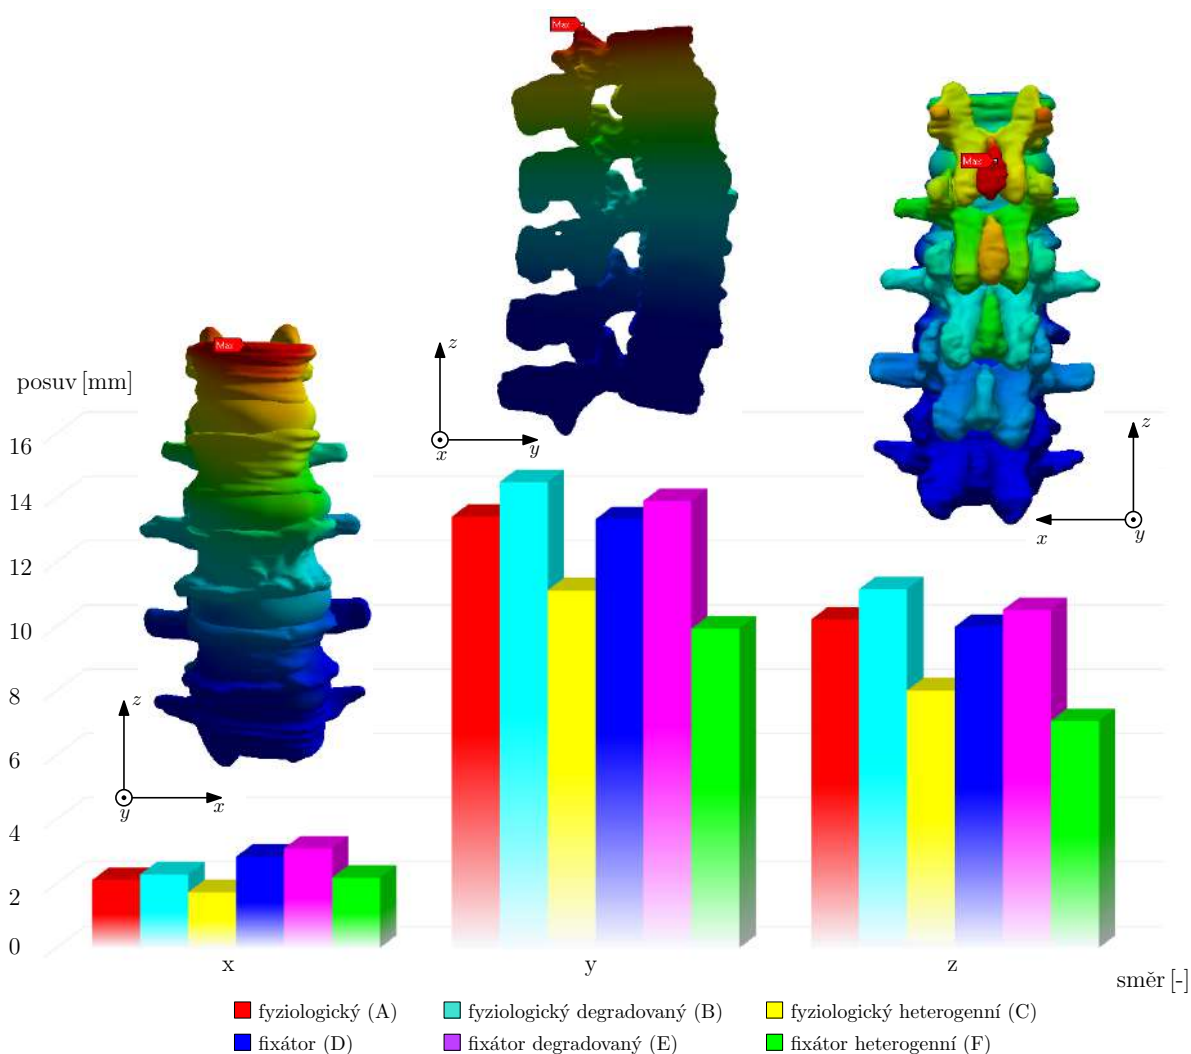 Max
Max
z
x
y
Max
posuv [mm]
16
14
12
10
8
6
4
2
0
z
y
x
z
x
y
x
y
z
směr [-]
fyziologický (A)
fyziologický degradovaný (B)
fyziologický heterogenní (C)
fixátor (D)
fixátor degradovaný (E)
fixátor heterogenní (F)